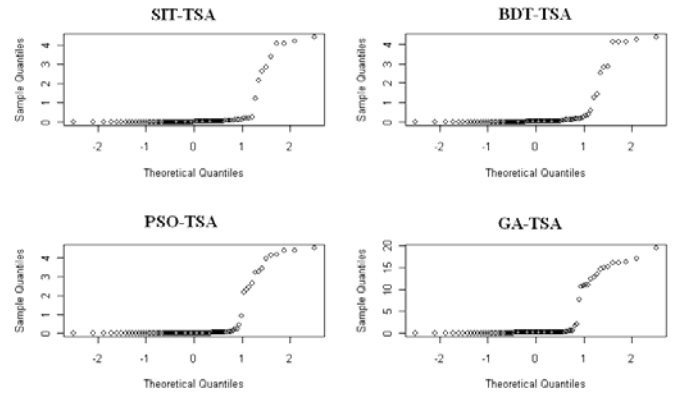 SIT-TSA
BDT-TSA
Sample Quantiles
0 1 2 3 4
-2 -1 0 1 2
Theoretical Quantiles
Sample Quantiles
0 1 2 3 4
-2 -1 0 1 2
Theoretical Quantiles
PSO-TSA
GA-TSA
Sample Quantiles
0 1 2 3 4
-2 -1 0 1 2
Theoretical Quantiles
Sample Quantiles
0 5 10 15 20
-2 -1 0 1 2
Theoretical Quantiles